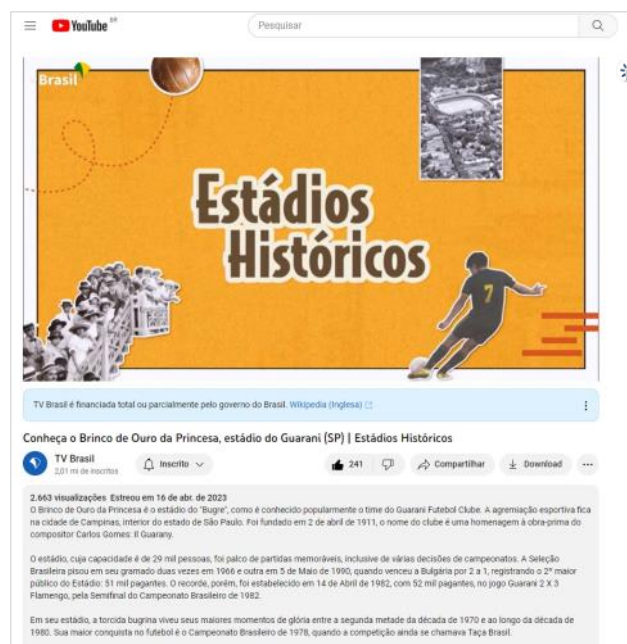 YouTube BR
Pesquisar
Brasil
Estádios
Históricos
7
TV Brasil é financiada total ou parcialmente pelo governo do Brasil. Wikipedia (Inglesa)
Conheça o Brinco de Ouro da Princesa, estádio do Guarani (SP) | Estádios Históricos
TV Brasil
2,01 mi de inscritos
Inscrito
241
Compartilhar
Download
2.663 visualizações Estreou em 16 de abr. de 2023
O Brinco de Ouro da Princesa é o estádio do "Bugre", como é conhecido popularmente o time do Guarani Futebol Clube. A agremiação esportiva fica
na cidade de Campinas, interior do estado de São Paulo. Foi fundado em 2 de abril de 1911, o nome do clube é uma homenagem à obra-prima do
compositor Carlos Gomes: Il Guarany.
O estádio, cuja capacidade é de 29 mil pessoas, foi palco de partidas memoráveis, inclusive de várias decisões de campeonatos. A Seleção
Brasileira pisou em seu gramado duas vezes em 1966 e outra em 5 de Maio de 1990, quando venceu a Bulgária por 2 a 1, registrando o 2º maior
público do Estádio: 51 mil pagantes. O recorde, porém, foi estabelecido em 14 de Abril de 1982, com 52 mil pagantes, no jogo Guarani 2 X 3
Flamengo, pela Semifinal do Campeonato Brasileiro de 1982.
Em seu estádio, a torcida bugrina viveu seus maiores momentos de glória entre a segunda metade da década de 1970 e ao longo da década de
1980. Sua maior conquista no futebol é o Campeonato Brasileiro de 1978, quando a competição ainda se chamava Taça Brasil.